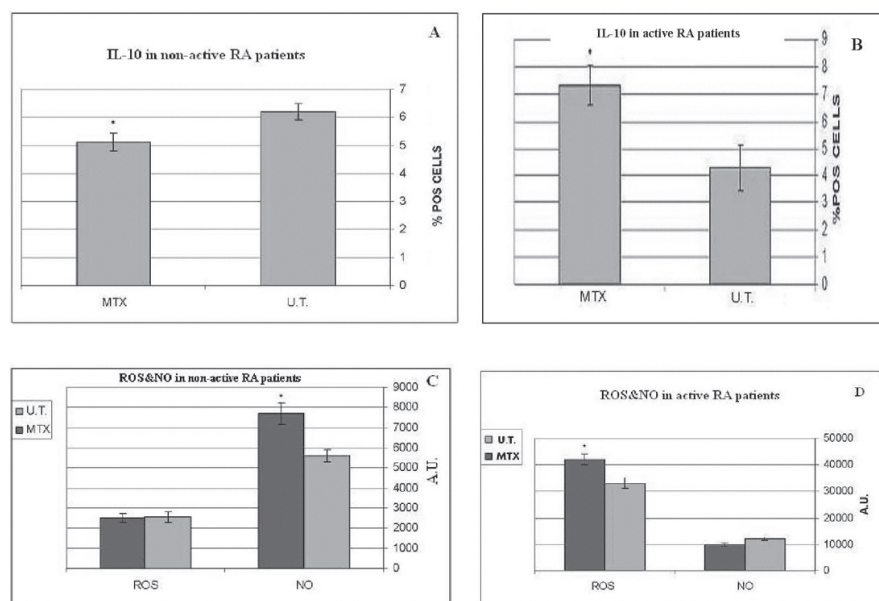 A
IL-10 in non-active RA patients
7
6
5
4
3
2
1
0
% POS CELLS
*
MTX
U.T.
IL-10 in active RA patients
B
9
8
7
6
5
4
3
2
1
0
%POS CELLS
*
MTX
U.T.
ROS&NO in non-active RA patients
C
U.T.
MTX
*
9000
8000
7000
6000
5000
4000
3000
2000
1000
0
A.U.
ROS
NO
ROS&NO in active RA patients
D
U.T.
MTX
*
50000
40000
30000
20000
10000
0
A.U.
ROS
NO